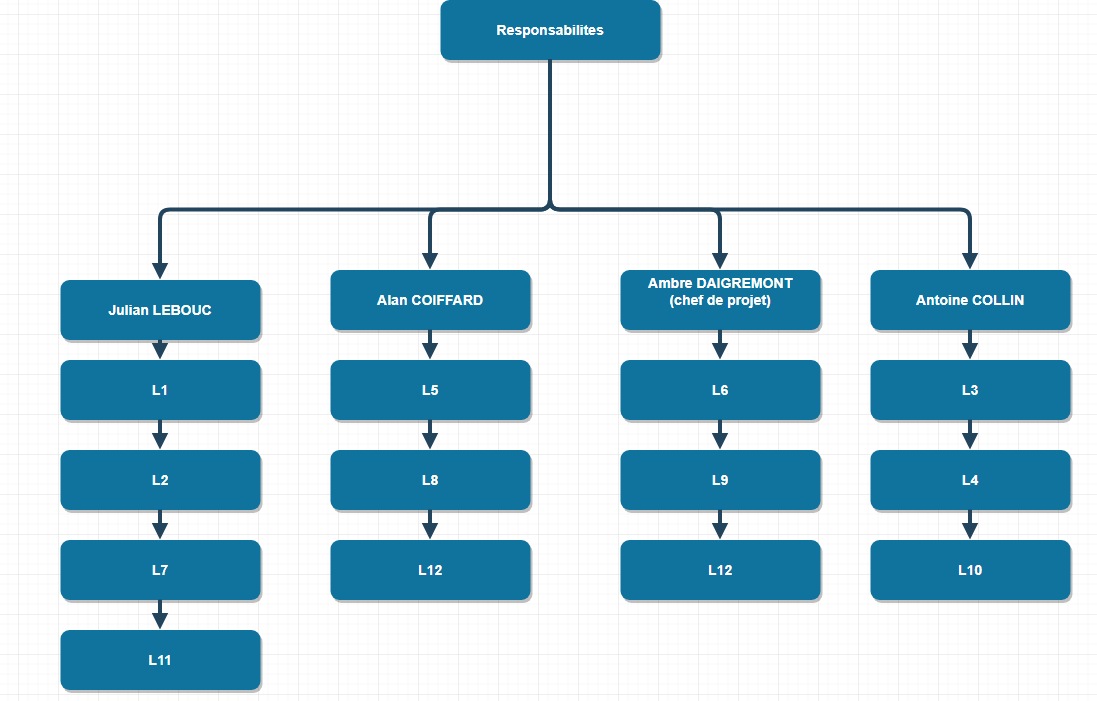 Responsabilites
Julian LEBOUC
Alan COIFFARD
Ambre DAIGREMONT
(chef de projet)
Antoine COLLIN
L1
L5
L6
L3
L2
L8
L9
L4
L7
L12
L12
L10
L11